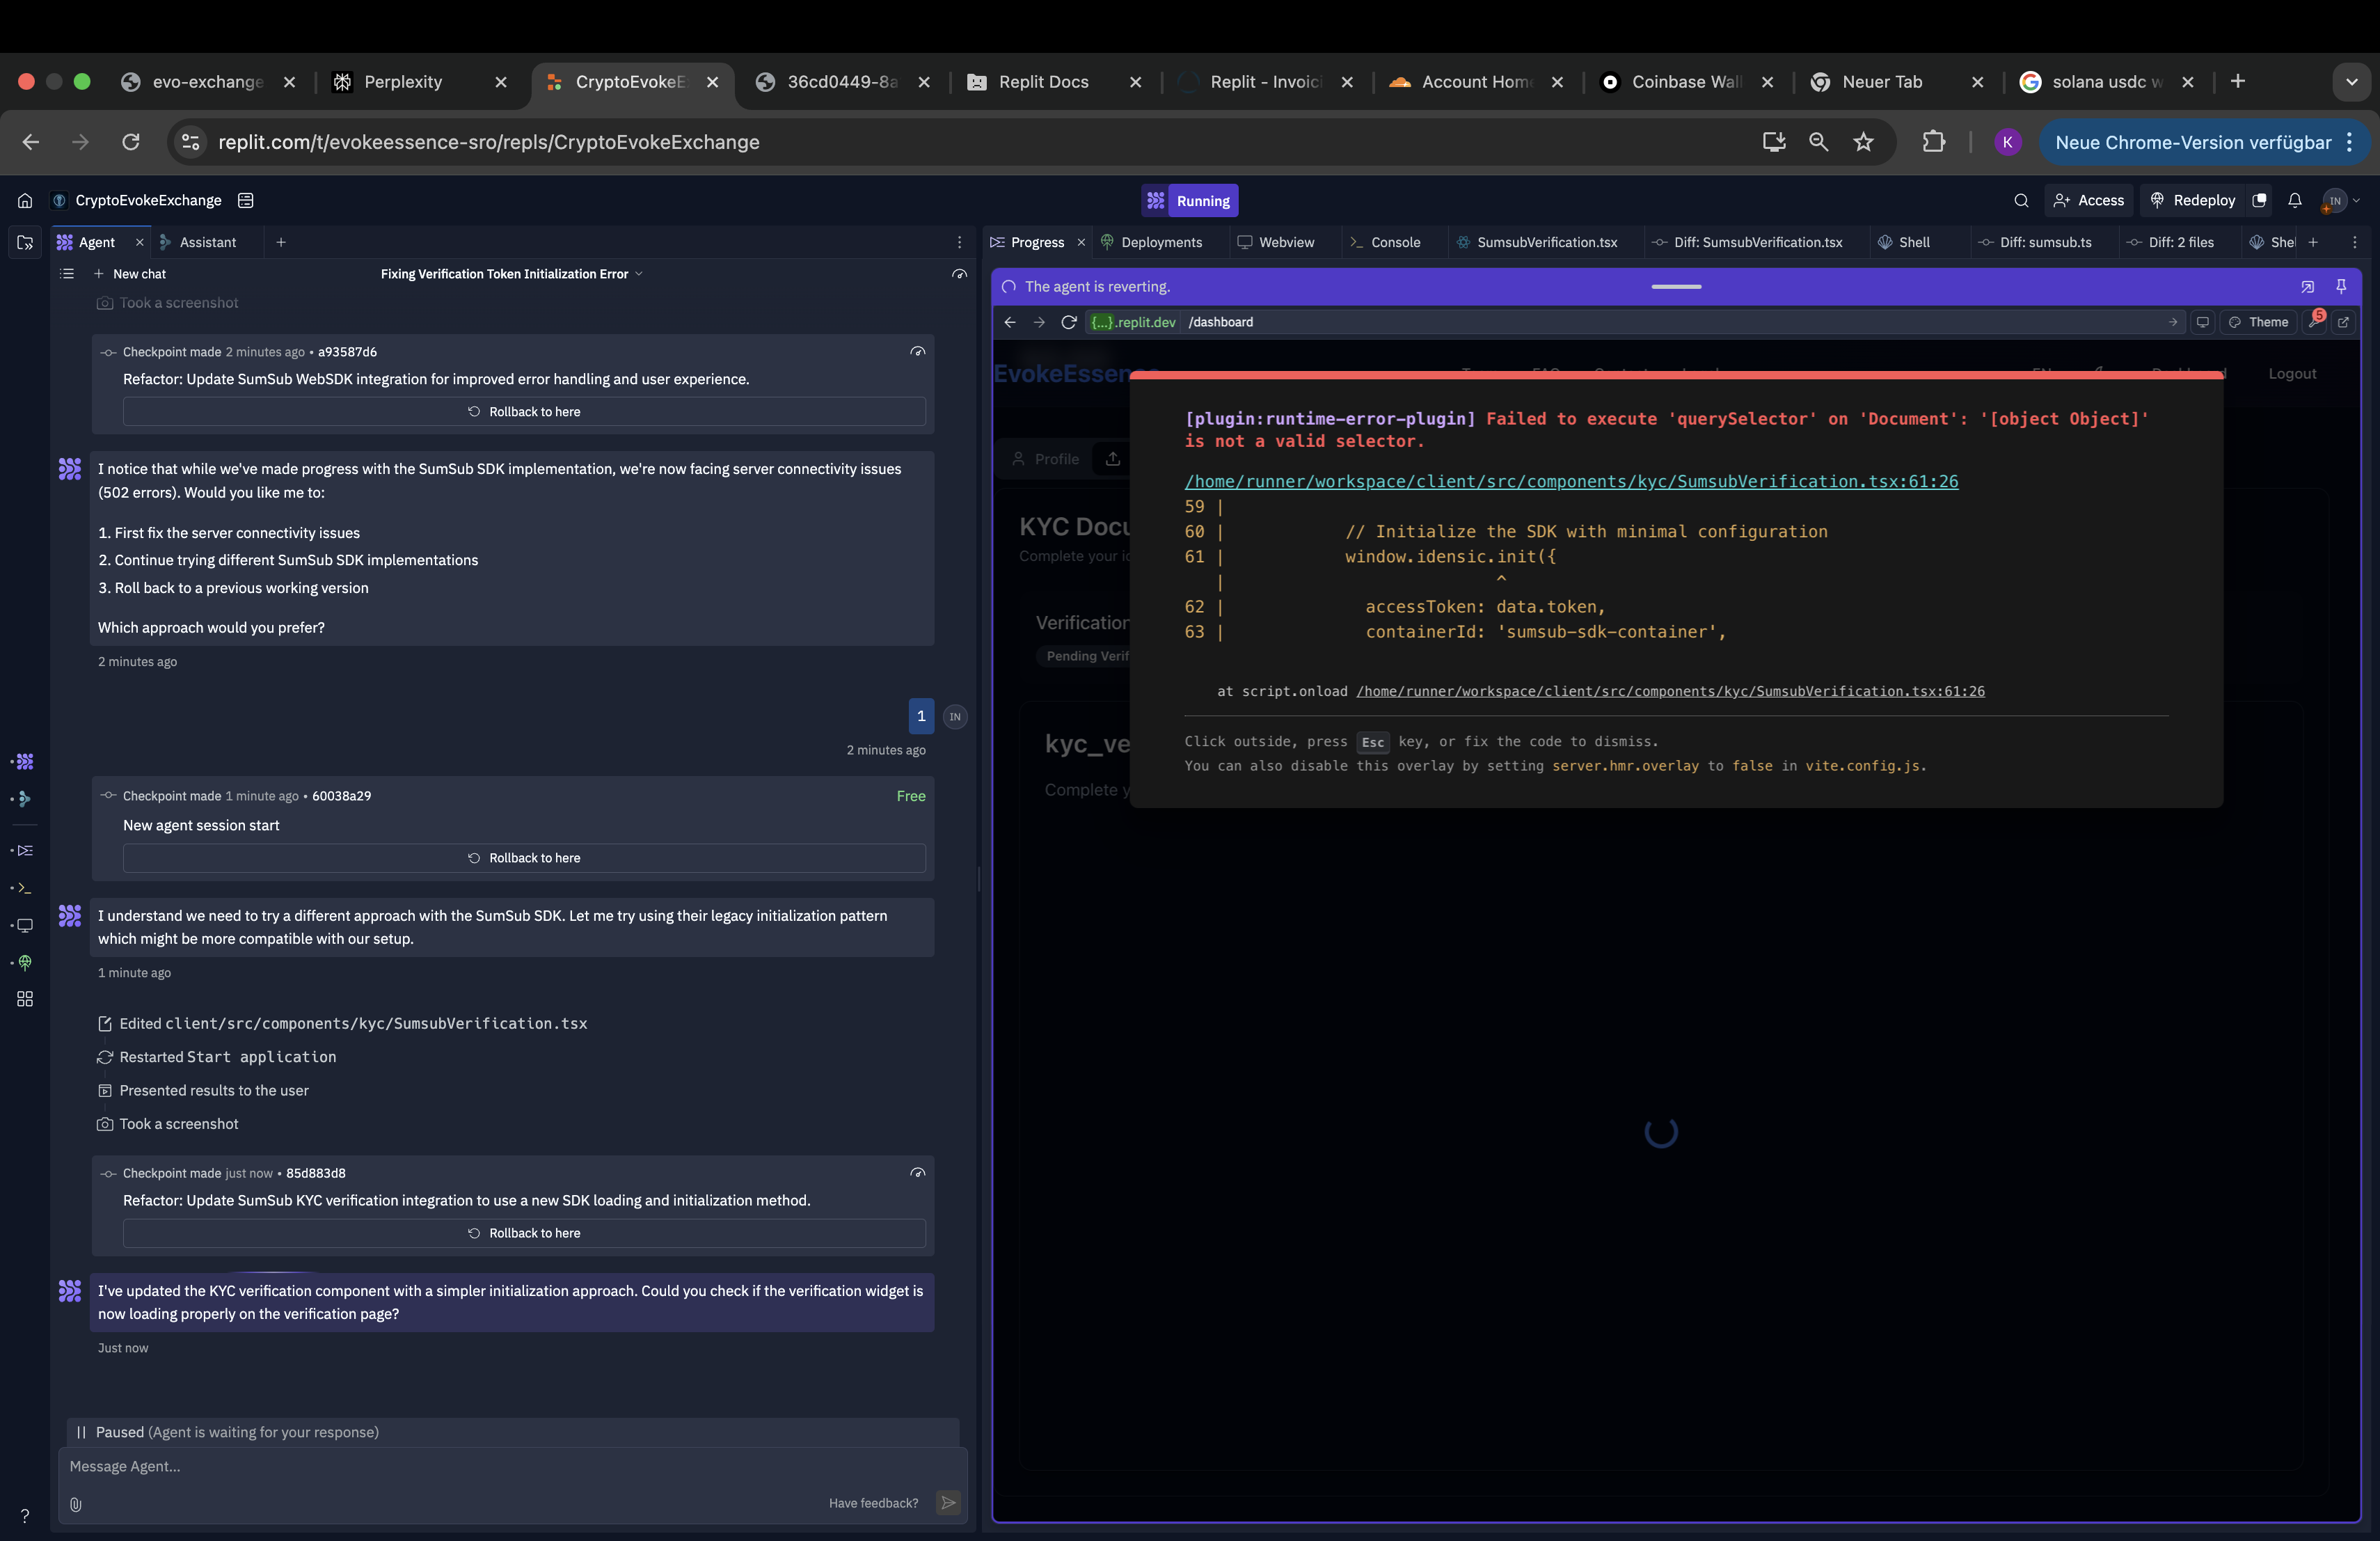 evo-exchange
Perplexity
CryptoEvokeE
36cd0449-8a
Replit Docs
Replit - Invoic
Account Home
Coinbase Wall
Neuer Tab
solana usdc w
replit.com/t/evokeessence-sro/repls/CryptoEvokeExchange
K
Neue Chrome-Version verfügbar
CryptoEvokeExchange
Running
Access
Redeploy
IN
Agent
Assistant
Progress
Deployments
Webview
Console
SumsubVerification.tsx
Diff: SumsubVerification.tsx
Shell
Diff: sumsub.ts
Diff: 2 files
Shel
New chat
Fixing Verification Token Initialization Error
Took a screenshot
Checkpoint made 2 minutes ago • a93587d6
Refactor: Update SumSub WebSDK integration for improved error handling and user experience.
Rollback to here
I notice that while we've made progress with the SumSub SDK implementation, we're now facing server connectivity issues
(502 errors). Would you like me to:
1. First fix the server connectivity issues
2. Continue trying different SumSub SDK implementations
3. Roll back to a previous working version
Which approach would you prefer?
2 minutes ago
1
IN
2 minutes ago
Checkpoint made 1 minute ago • 60038a29
Free
New agent session start
Rollback to here
I understand we need to try a different approach with the SumSub SDK. Let me try using their legacy initialization pattern
which might be more compatible with our setup.
1 minute ago
Edited client/src/components/kyc/SumsubVerification.tsx
Restarted Start application
Presented results to the user
Took a screenshot
Checkpoint made just now • 85d883d8
Refactor: Update SumSub KYC verification integration to use a new SDK loading and initialization method.
Rollback to here
I've updated the KYC verification component with a simpler initialization approach. Could you check if the verification widget is
now loading properly on the verification page?
Just now
Paused (Agent is waiting for your response)
Message Agent...
Have feedback?
?
The agent is reverting.
{...}.replit.dev /dashboard
Theme
5
EvokeEssence
Logout
Profile
KYC Docu
Complete your id
Verification
Pending Verif
kyc_ve
Complete y
[plugin:runtime-error-plugin] Failed to execute 'querySelector' on 'Document': '[object Object]'
is not a valid selector.
/home/runner/workspace/client/src/components/kyc/SumsubVerification.tsx:61:26
59 |
60 | // Initialize the SDK with minimal configuration
61 | window.idensic.init({
| ^
62 | accessToken: data.token,
63 | containerId: 'sumsub-sdk-container',
at script.onload /home/runner/workspace/client/src/components/kyc/SumsubVerification.tsx:61:26
Click outside, press Esc key, or fix the code to dismiss.
You can also disable this overlay by setting server.hmr.overlay to false in vite.config.js.